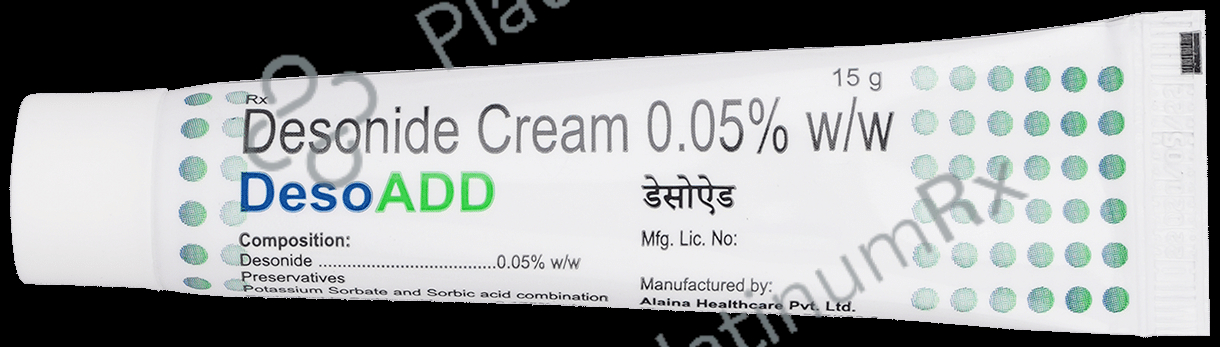 15 g
Rx
Desonide Cream 0.05% w/w
DesoADD
डेसोऐड
Composition:
Desonide ..........................................0.05% w/w
Preservatives
Potassium Sorbate and Sorbic acid combination
Mfg. Lic. No:
Manufactured by:
Alaina Healthcare Pvt. Ltd.
PlatinumRx